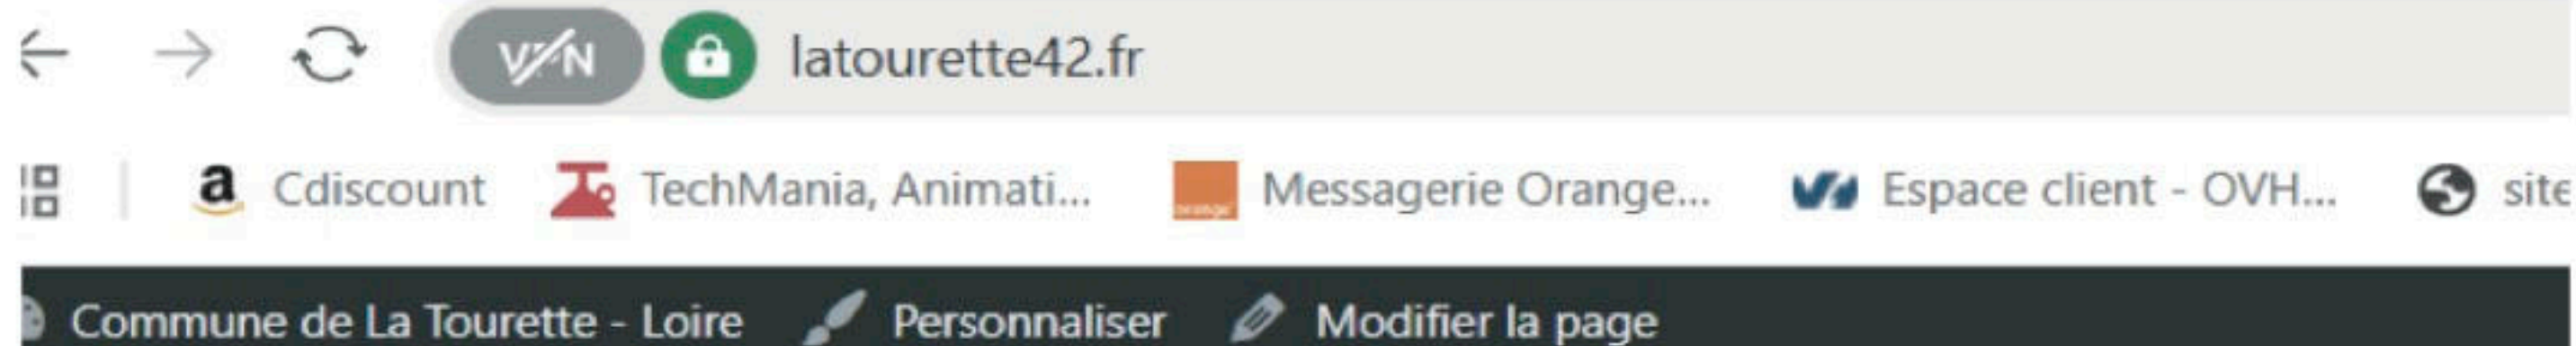 VPN latourette42.fr
a Cdiscount TechMania, Animati... orange Messagerie Orange... Espace client - OVH... site
Commune de La Tourette - Loire Personnaliser Modifier la page